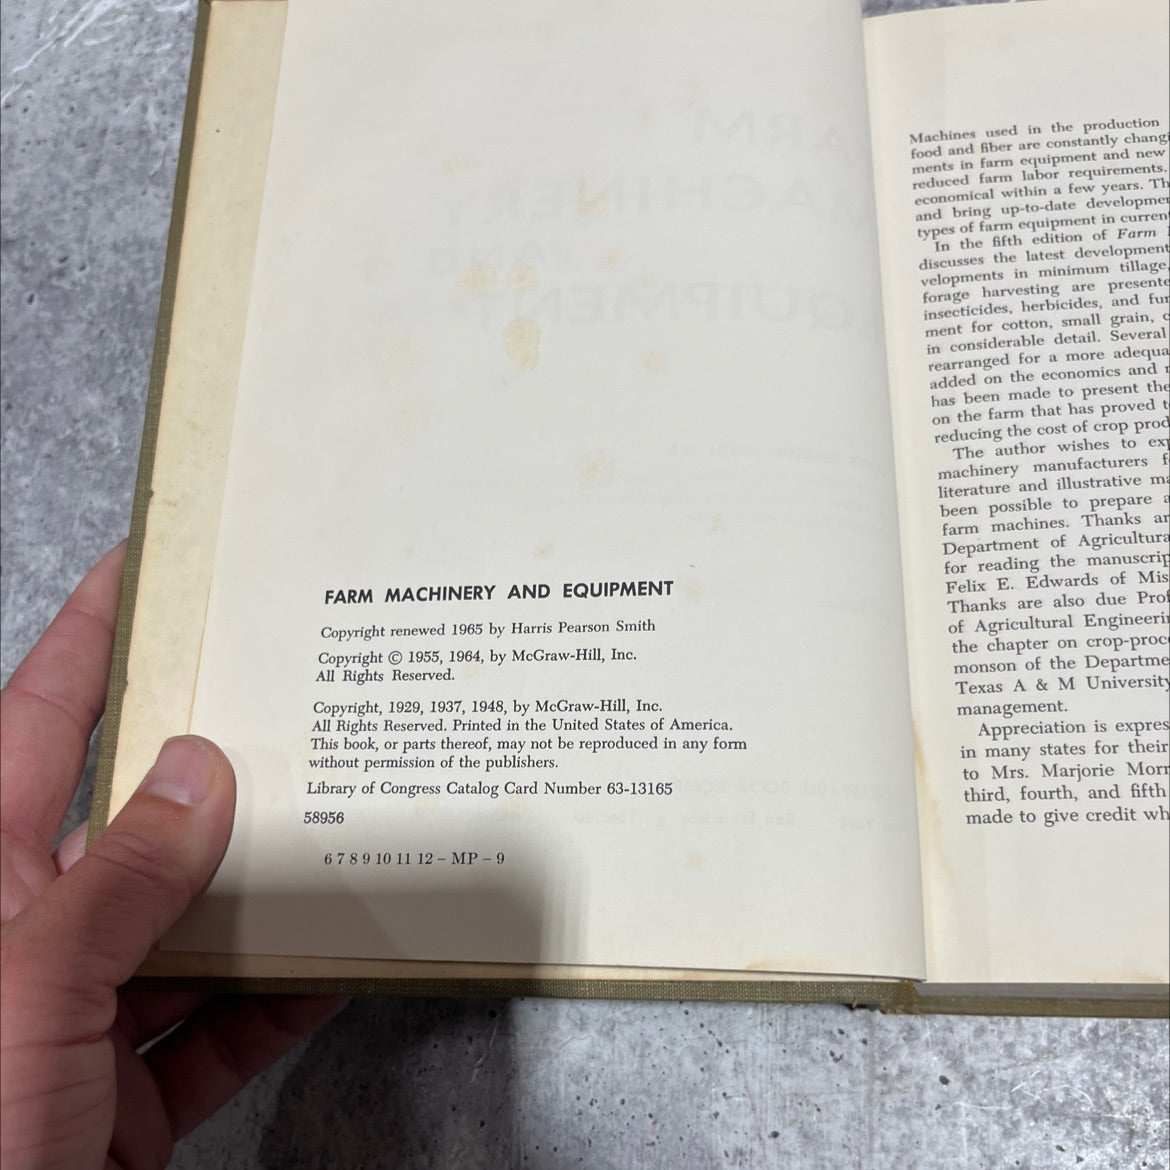 FARM MACHINERY AND EQUIPMENT
Copyright renewed 1965 by Harris Pearson Smith
Copyright © 1955, 1964, by McGraw-Hill, Inc.
All Rights Reserved.
Copyright, 1929, 1937, 1948, by McGraw-Hill, Inc.
All Rights Reserved. Printed in the United States of America.
This book, or parts thereof, may not be reproduced in any form
without permission of the publishers.
Library of Congress Catalog Card Number 63-13165
58956
6 7 8 9 10 11 12 – MP – 9
Machines used in the production
food and fiber are constantly changi
ments in farm equipment and new
reduced farm labor requirements.
economical within a few years. Th
and bring up-to-date developmen
types of farm equipment in curren
In the fifth edition of Farm
discusses the latest development
velopments in minimum tillage,
forage harvesting are presente
insecticides, herbicides, and fun
ment for cotton, small grain, c
in considerable detail. Several
rearranged for a more adequa
added on the economics and
has been made to present the
on the farm that has proved t
reducing the cost of crop prod
The author wishes to exp
machinery manufacturers f
literature and illustrative ma
been possible to prepare a
farm machines. Thanks ar
Department of Agricultura
for reading the manuscrip
Felix E. Edwards of Mis
Thanks are also due Prof
of Agricultural Engineeri
the chapter on crop-proc
monson of the Departme
Texas A & M University
management.
Appreciation is expres
in many states for their
to Mrs. Marjorie Morr
third, fourth, and fifth
made to give credit wh